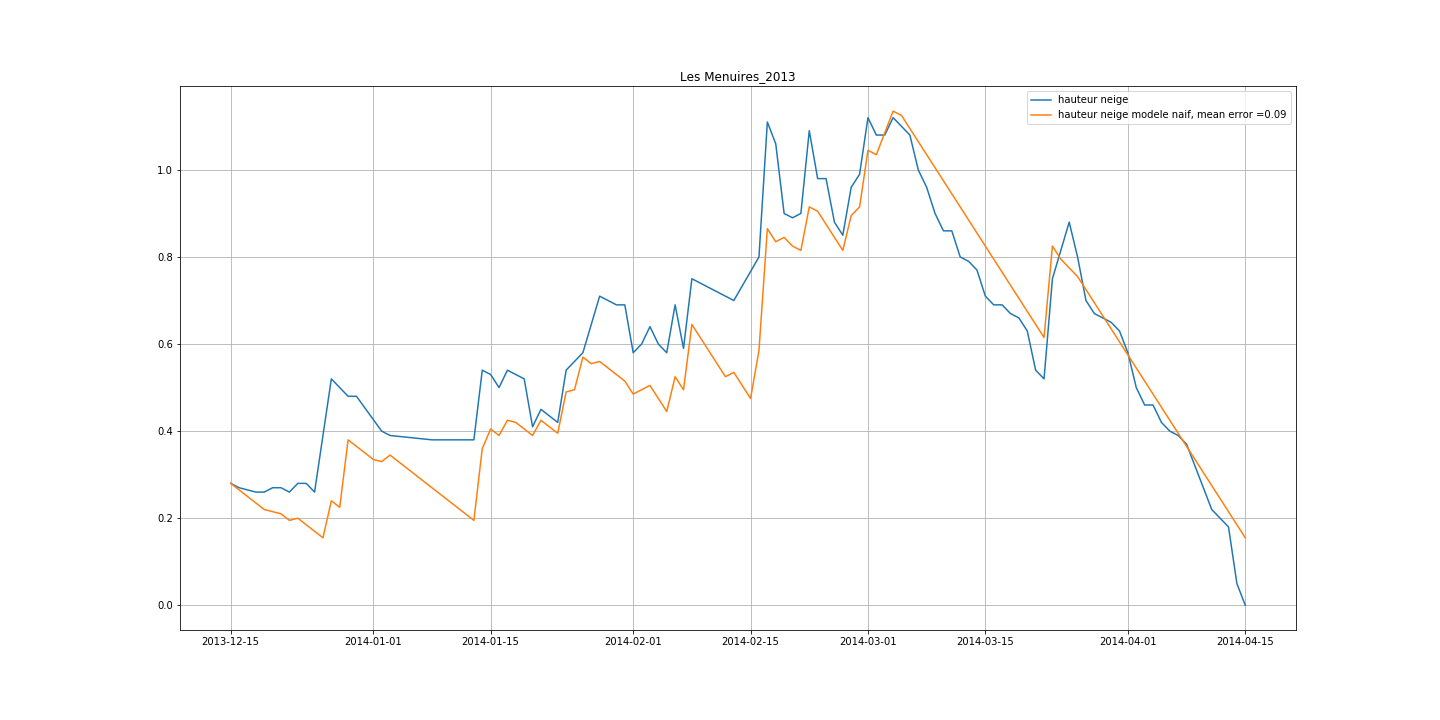 Les Menuires_2013
hauteur neige
hauteur neige modele naif, mean error =0.09
1.0
0.8
0.6
0.4
0.2
0.0
2013-12-15 2014-01-01 2014-01-15 2014-02-01 2014-02-15 2014-03-01 2014-03-15 2014-04-01 2014-04-15